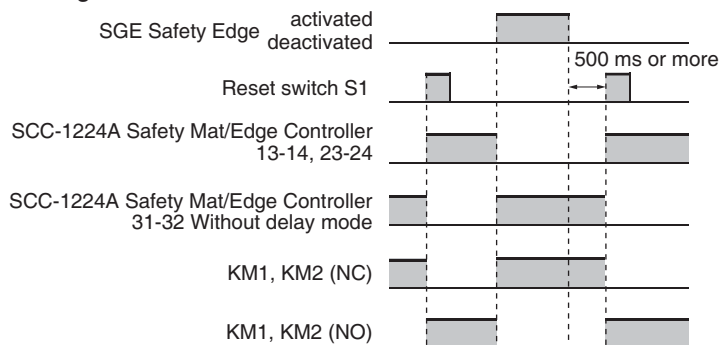 SGE Safety Edge activated
deactivated
500 ms or more
Reset switch S1
SCC-1224A Safety Mat/Edge Controller
13-14, 23-24
SCC-1224A Safety Mat/Edge Controller
31-32 Without delay mode
KM1, KM2 (NC)
KM1, KM2 (NO)